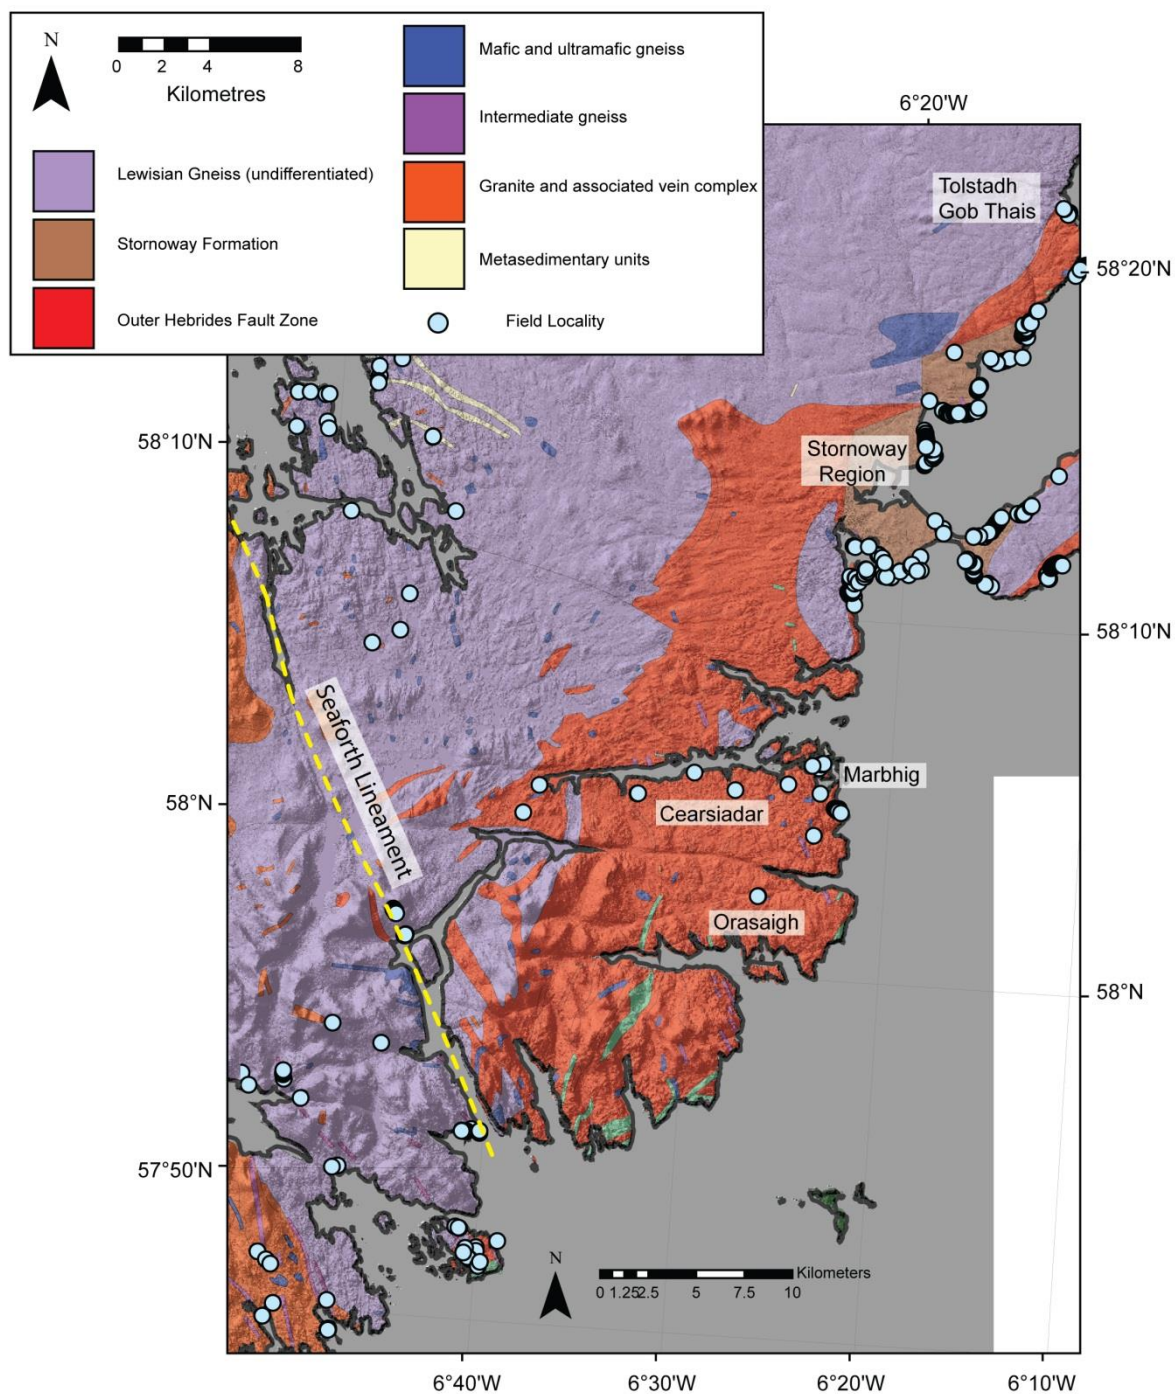 N
0 2 4 8
Kilometres
Lewisian Gneiss (undifferentiated)
Stornoway Formation
Outer Hebrides Fault Zone
Mafic and ultramafic gneiss
Intermediate gneiss
Granite and associated vein complex
Metasedimentary units
Field Locality
6°20'W
Tolstadh
Gob Thais
58°20'N
58°10'N
Stornoway
Region
58°10'N
Seaforth Lineament
Marbhig
58°N
Cearsiadar
Orasaigh
58°N
57°50'N
N
Kilometers
0 1.25 2.5 5 7.5 10
6°40'W
6°30'W
6°20'W
6°10'W